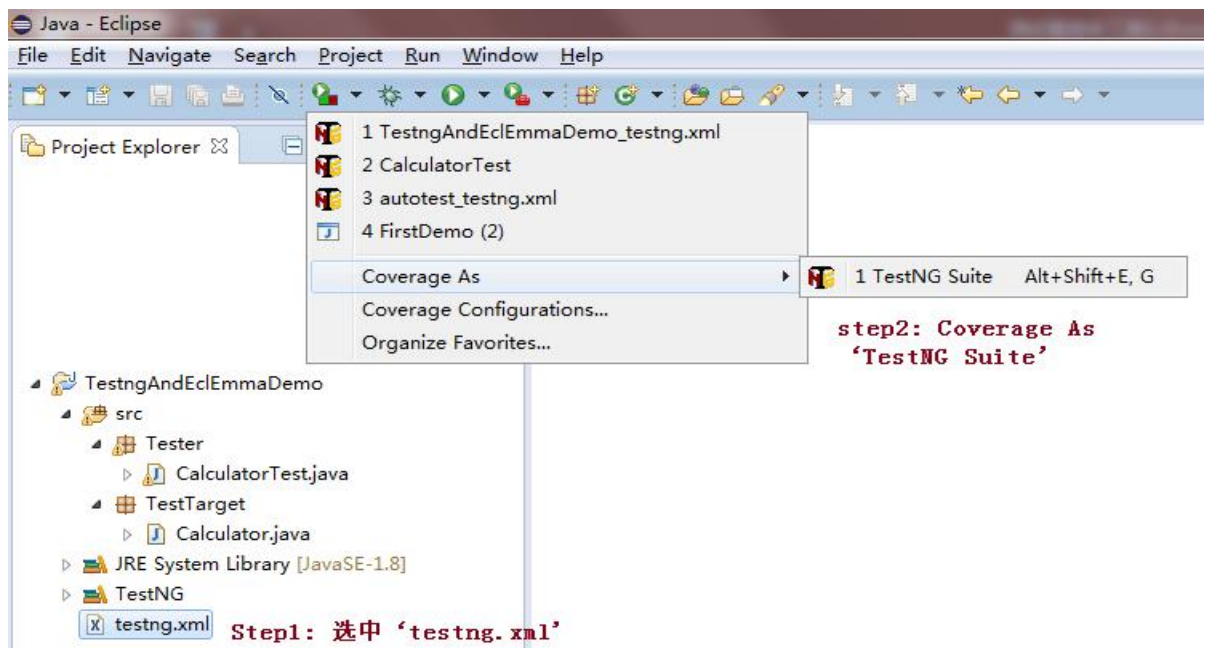 Java - Eclipse
File Edit Navigate Search Project Run Window Help
Project Explorer
1 TestngAndEclEmmaDemo_testng.xml
2 CalculatorTest
3 autotest_testng.xml
4 FirstDemo (2)
Coverage As
1 TestNG Suite Alt+Shift+E, G
Coverage Configurations...
Organize Favorites...
step2: Coverage As
‘TestNG Suite’
TestngAndEclEmmaDemo
src
Tester
CalculatorTest.java
TestTarget
Calculator.java
JRE System Library [JavaSE-1.8]
TestNG
testng.xml
Step1: 选中 ‘testng.xml’